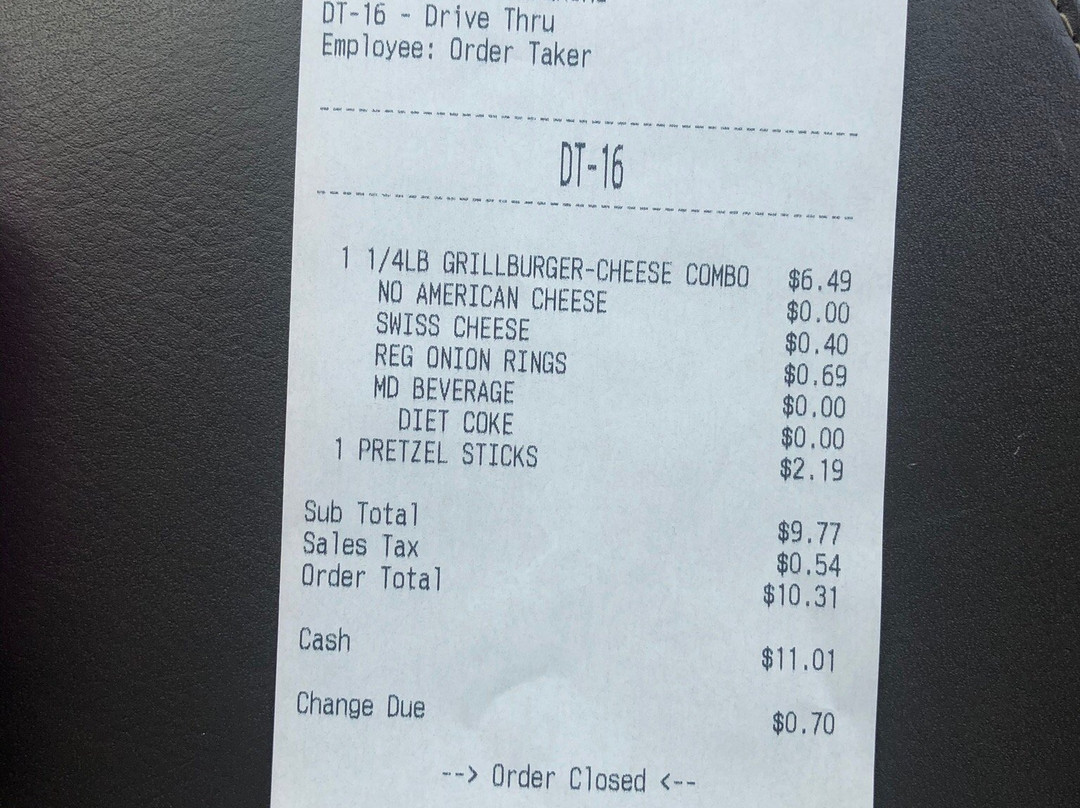 DT-16 - Drive Thru
Employee: Order Taker
DT-16
1 1/4LB GRILLBURGER-CHEESE COMBO $6.49
NO AMERICAN CHEESE $0.00
SWISS CHEESE $0.40
REG ONION RINGS $0.69
MD BEVERAGE $0.00
DIET COKE $0.00
1 PRETZEL STICKS $2.19
Sub Total $9.77
Sales Tax $0.54
Order Total $10.31
Cash $11.01
Change Due $0.70
--> Order Closed <--